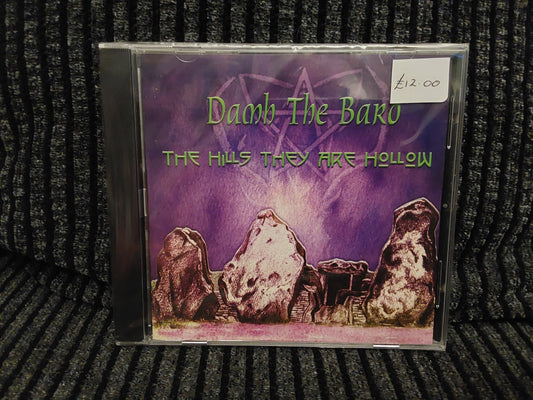 £12.00
Damh The Bard
THE HILLS THEY ARE HOLLOW